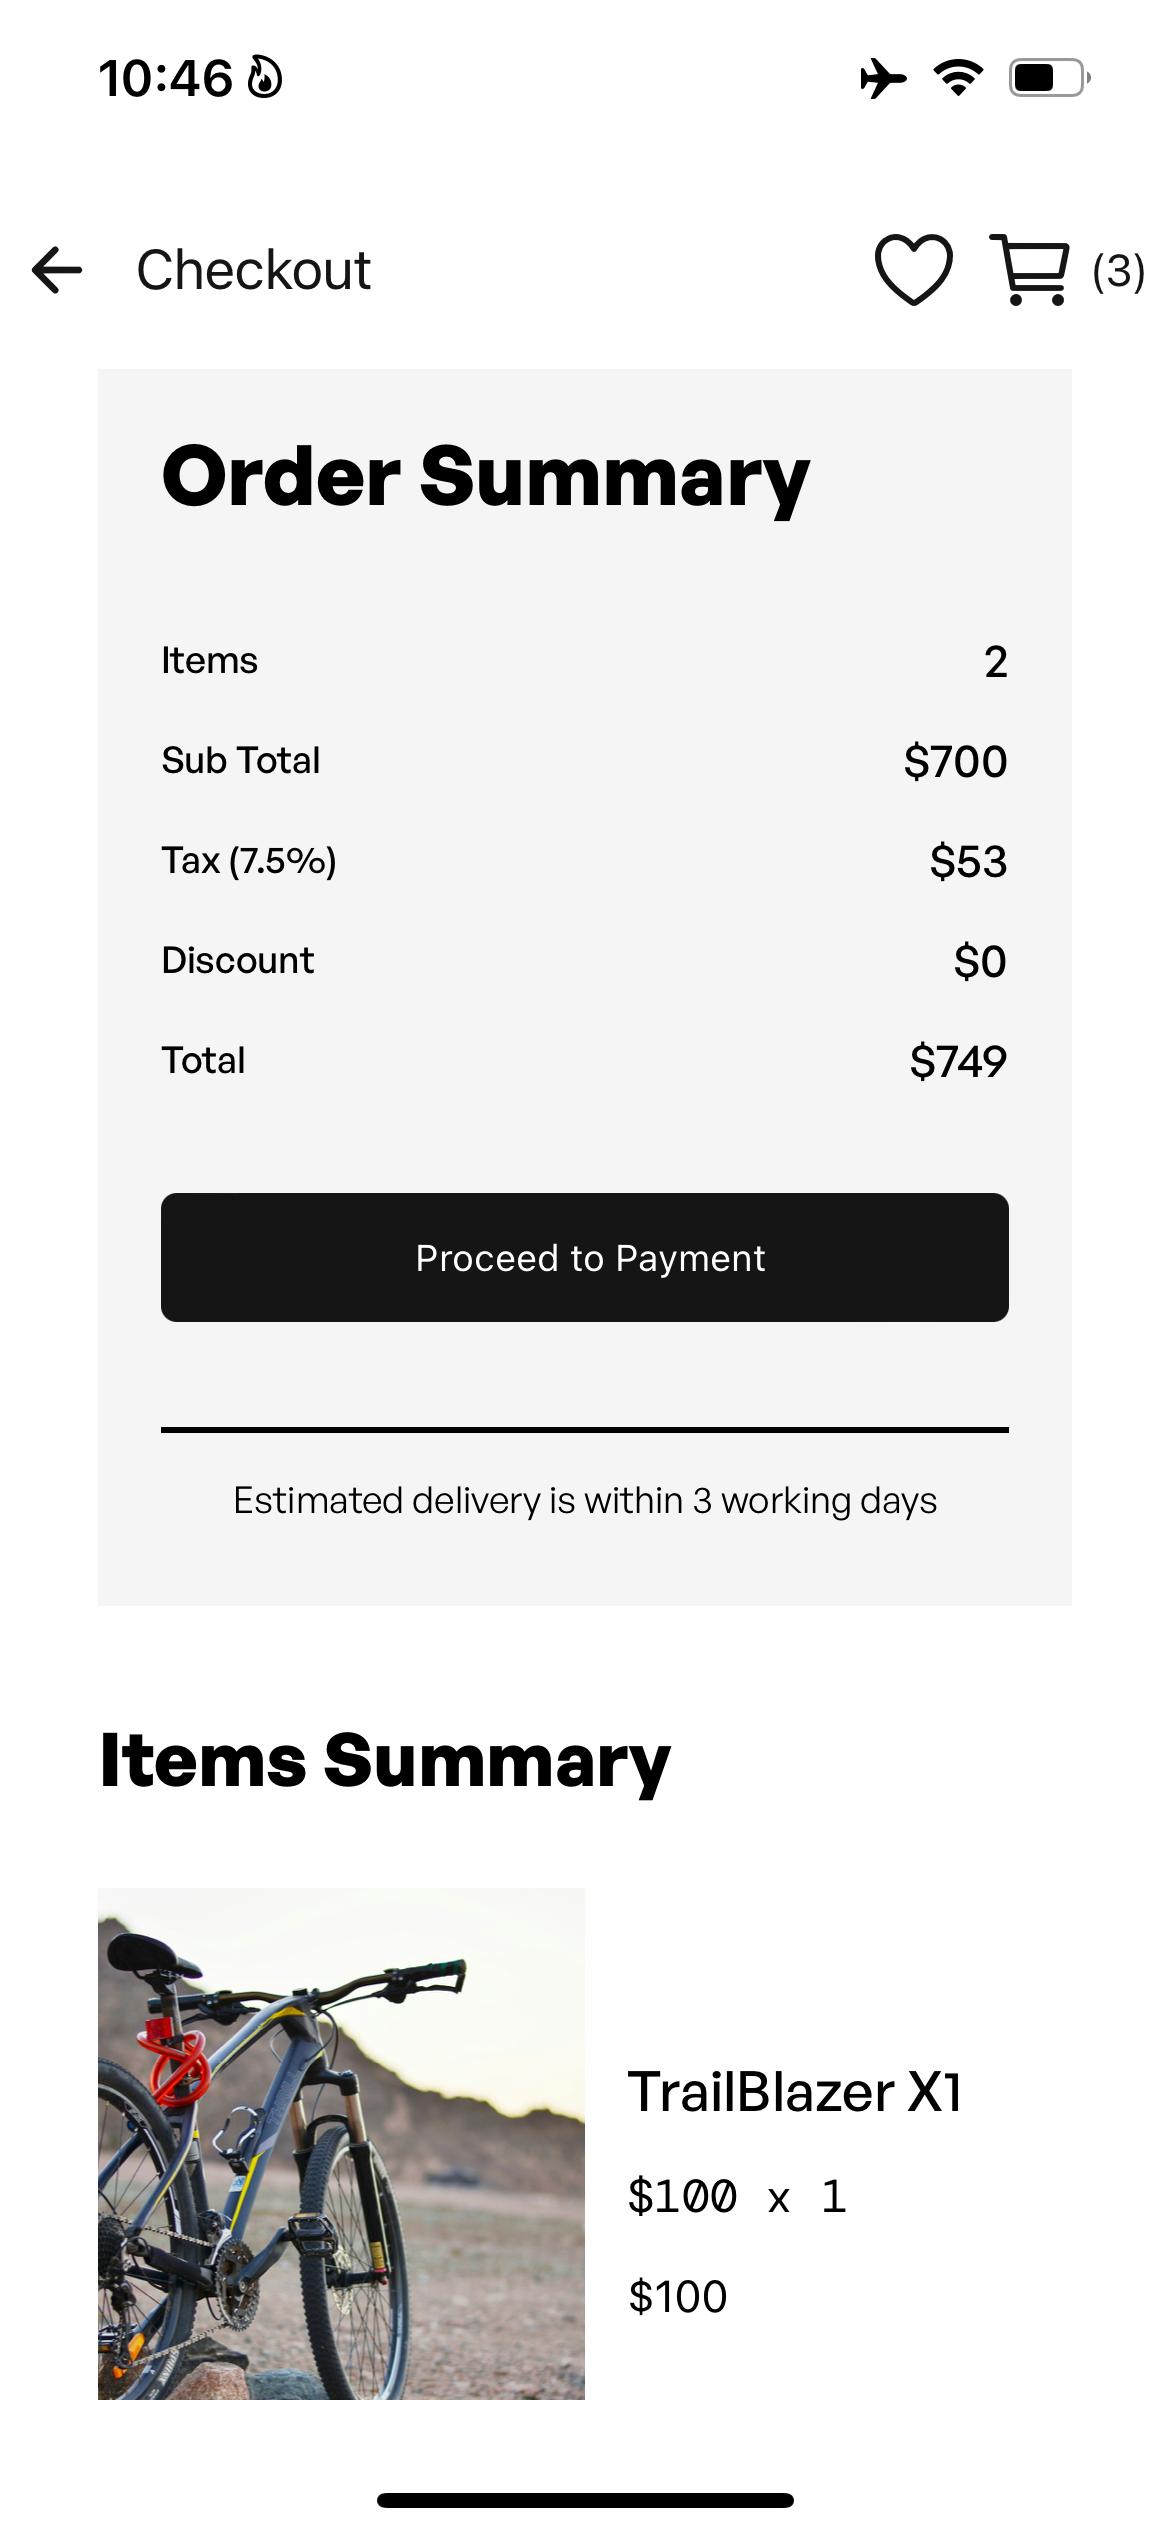 10:46
Checkout
(3)
Order Summary
Items 2
Sub Total $700
Tax (7.5%) $53
Discount $0
Total $749
Proceed to Payment
Estimated delivery is within 3 working days
Items Summary
TrailBlazer X1
$100 x 1
$100